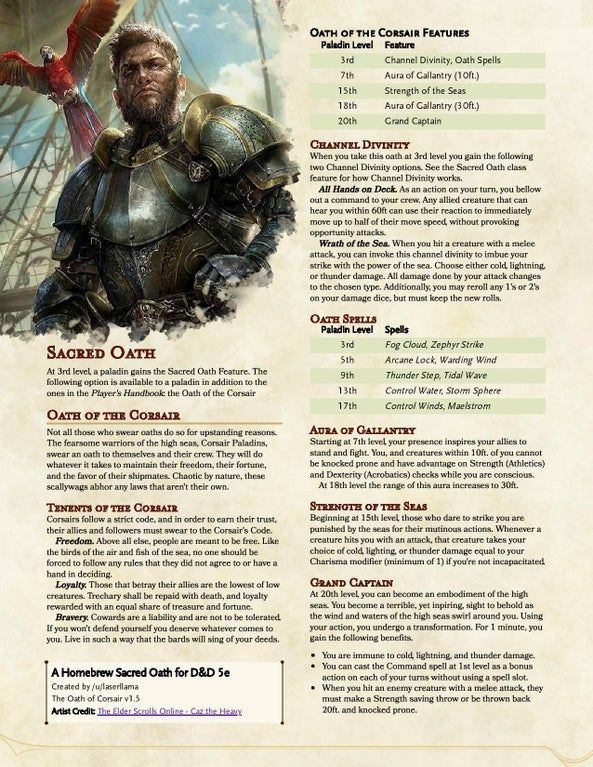 Sacred Oath
At 3rd level, a paladin gains the Sacred Oath Feature. The
following option is available to a paladin in addition to the
ones in the Player's Handbook: the Oath of the Corsair
Oath of the Corsair
Not all those who swear oaths do so for upstanding reasons.
The fearsome warriors of the high seas, Corsair Paladins,
swear an oath to themselves and their crew. They will do
whatever it takes to maintain their freedom, their fortune,
and the favor of their shipmates. Chaotic by nature, these
scallywags abhor any laws that aren't their own.
Tenents of the Corsair
Corsairs follow a strict code, and in order to earn their trust,
their allies and followers must swear to the Corsair's Code.
Freedom. Above all else, people are meant to be free. Like
the birds of the air and fish of the sea, no one should be
forced to follow any rules that they did not agree to or have a
hand in deciding.
Loyalty. Those that betray their allies are the lowest of low
creatures. Trechary shall be repaid with death, and loyalty
rewarded with an equal share of treasure and fortune.
Bravery. Cowards are a liability and are not to be tolerated.
If you won't defend yourself you deserve whatever comes to
you. Live in such a way that the bards will sing of your deeds.
A Homebrew Sacred Oath for D&D 5e
Created by /u/laserllama
The Oath of Corsair v1.5
Artist Credit: The Elder Scrolls Online - Caz the Heavy
Oath of the Corsair Features
Paladin Level Feature
3rd Channel Divinity, Oath Spells
7th Aura of Gallantry (10ft.)
15th Strength of the Seas
18th Aura of Gallantry (30ft.)
20th Grand Captain
Channel Divinity
When you take this oath at 3rd level you gain the following
two Channel Divinity options. See the Sacred Oath class
feature for how Channel Divinity works.
All Hands on Deck. As an action on your turn, you bellow
out a command to your crew. Any allied creature that can
hear you within 60ft can use their reaction to immediately
move up to half of their move speed, without provoking
opportunity attacks.
Wrath of the Sea. When you hit a creature with a melee
attack, you can invoke this channel divinity to imbue your
strike with the power of the sea. Choose either cold, lightning,
or thunder damage. All damage done by your attack changes
to the chosen type. Additionally, you may reroll any 1's or 2's
on your damage dice, but must keep the new rolls.
Oath Spells
Paladin Level Spells
3rd Fog Cloud, Zephyr Strike
5th Arcane Lock, Warding Wind
9th Thunder Step, Tidal Wave
13th Control Water, Storm Sphere
17th Control Winds, Maelstrom
Aura of Gallantry
Starting at 7th level, your presence inspires your allies to
stand and fight. You, and creatures within 10ft. of you cannot
be knocked prone and have advantage on Strength (Athletics)
and Dexterity (Acrobatics) checks while you are conscious.
At 18th level the range of this aura increases to 30ft.
Strength of the Seas
Beginning at 15th level, those who dare to strike you are
punished by the seas for their mutinous actions. Whenever a
creature hits you with an attack, that creature takes your
choice of cold, lighting, or thunder damage equal to your
Charisma modifier (minimum of 1) if you're not incapacitated.
Grand Captain
At 20th level, you can become an embodiment of the high
seas. You become a terrible, yet inpiring, sight to behold as
the wind and waters of the high seas swirl around you. Using
your action, you undergo a transformation. For 1 minute, you
gain the following benefits.
• You are immune to cold, lightning, and thunder damage.
• You can cast the Command spell at 1st level as a bonus
action on each of your turns without using a spell slot.
• When you hit an enemy creature with a melee attack, they
must make a Strength saving throw or be thrown back
20ft. and knocked prone.